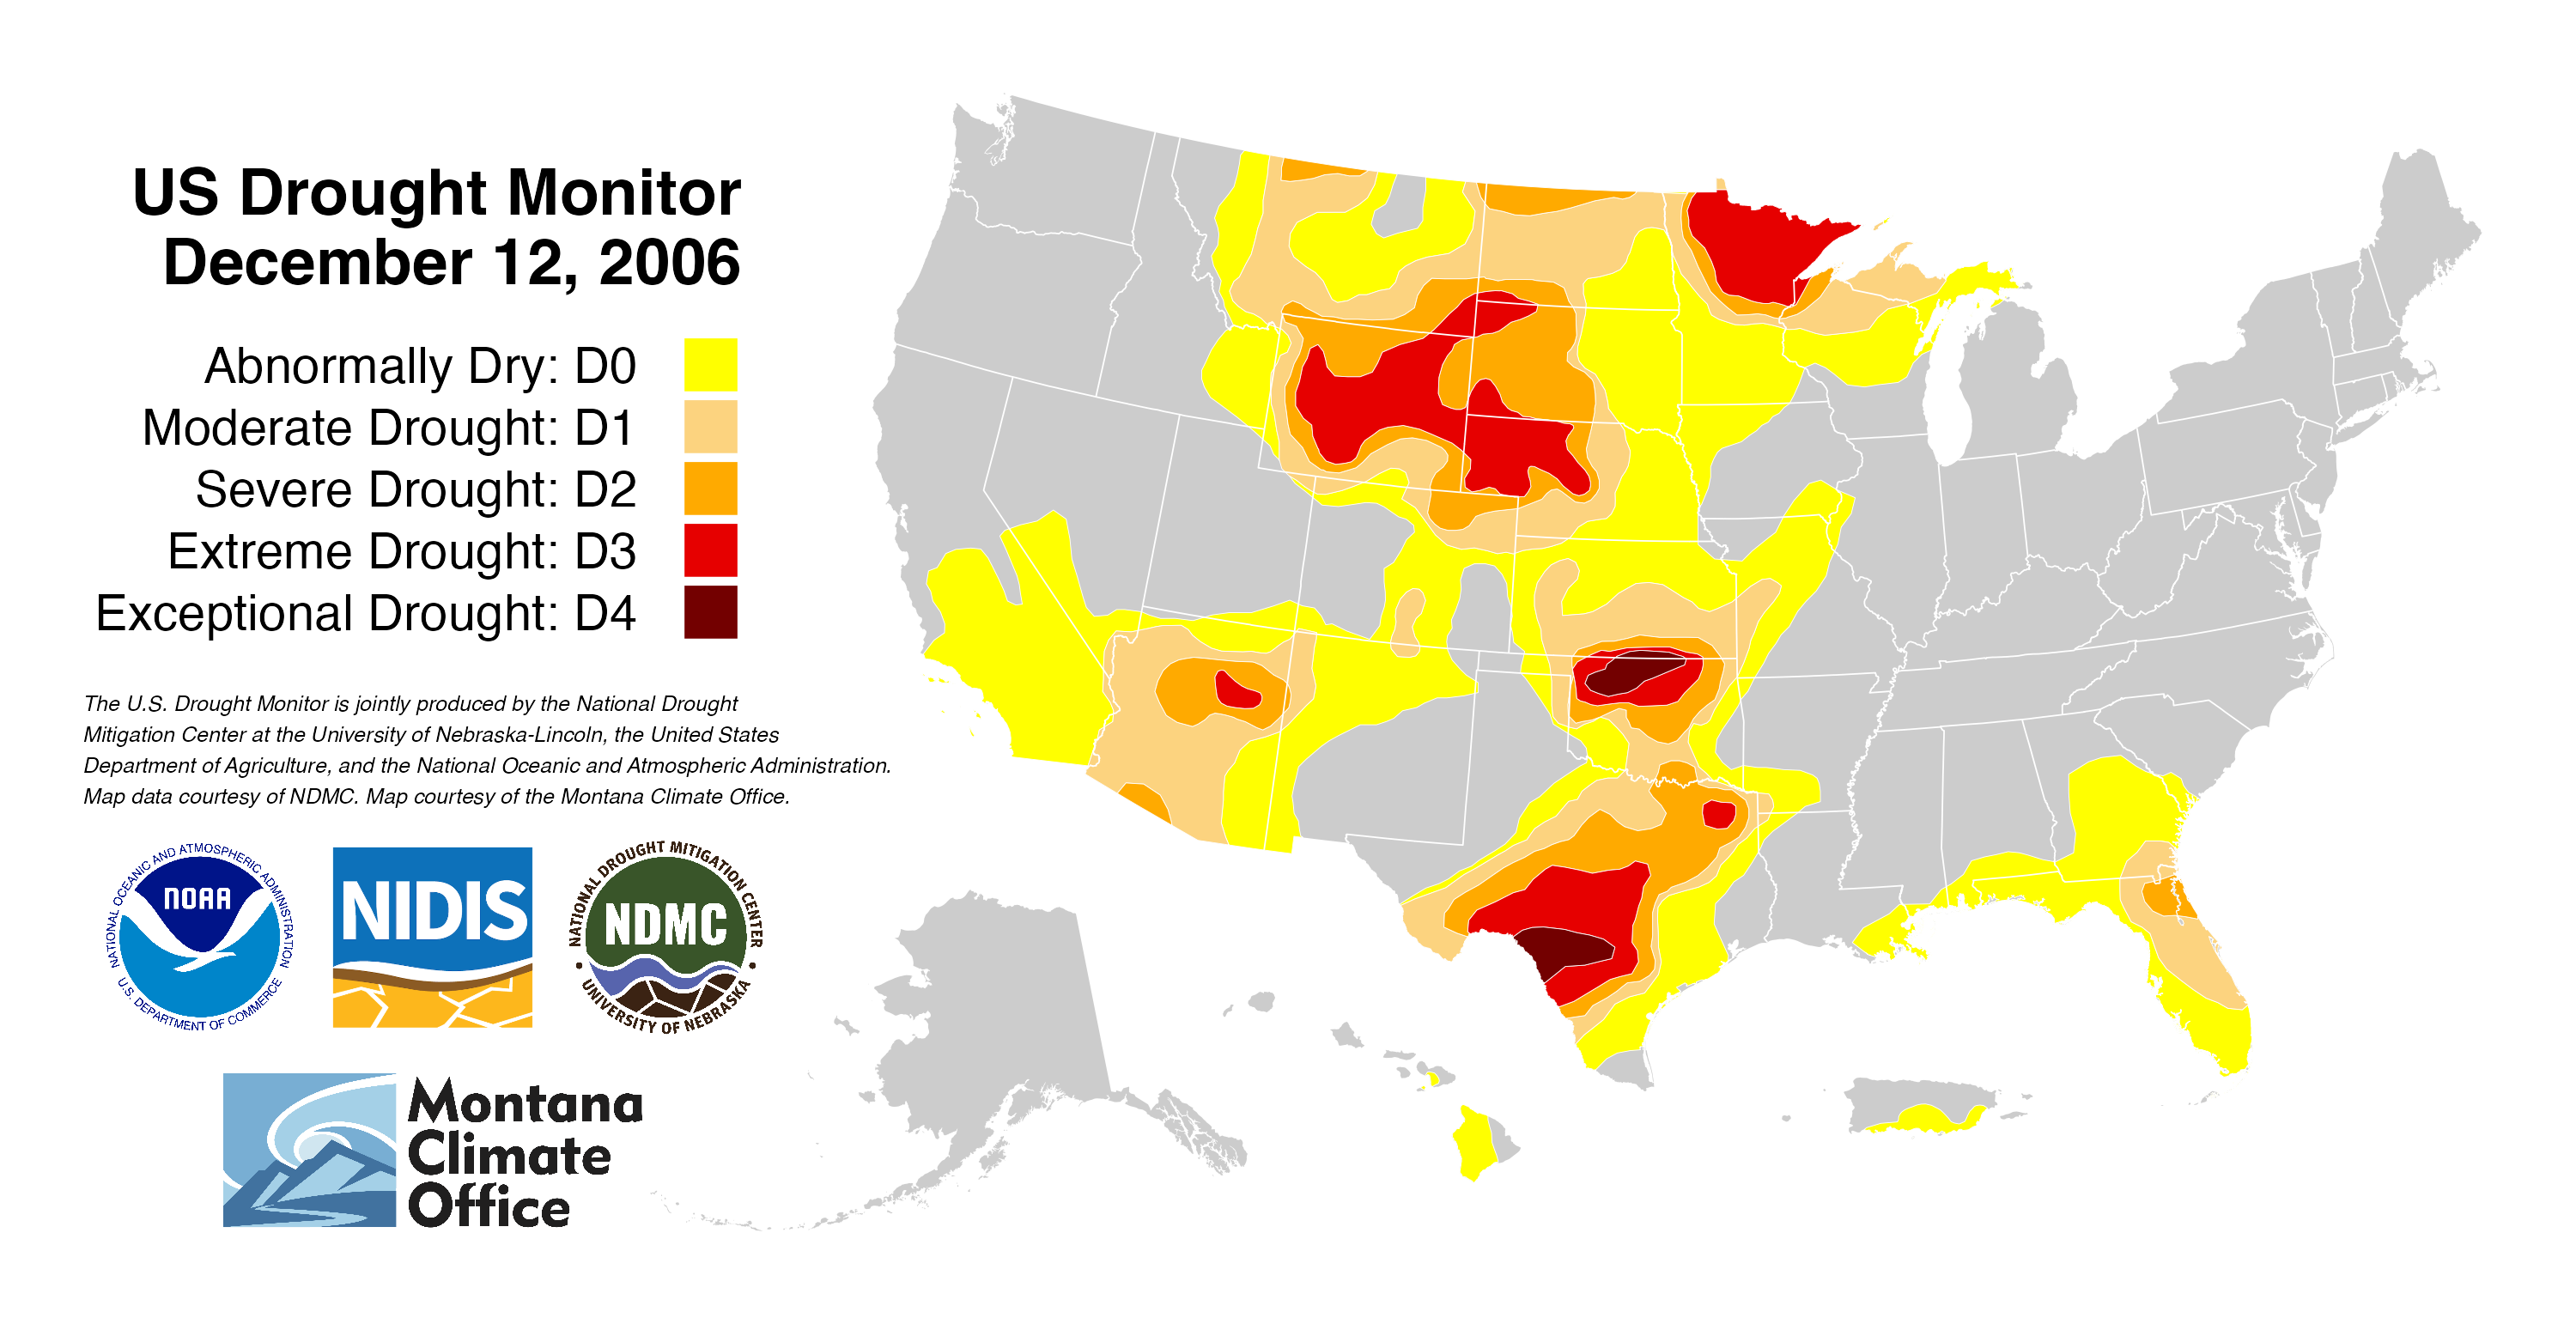 US Drought Monitor
December 12, 2006
Abnormally Dry: D0
Moderate Drought: D1
Severe Drought: D2
Extreme Drought: D3
Exceptional Drought: D4
The U.S. Drought Monitor is jointly produced by the National Drought
Mitigation Center at the University of Nebraska-Lincoln, the United States
Department of Agriculture, and the National Oceanic and Atmospheric Administration.
Map data courtesy of NDMC. Map courtesy of the Montana Climate Office.
NATIONAL OCEANIC AND ATMOSPHERIC ADMINISTRATION
NOAA
U.S. DEPARTMENT OF COMMERCE
NIDIS
NATIONAL DROUGHT MITIGATION CENTER
NDMC
UNIVERSITY OF NEBRASKA
Montana
Climate
Office